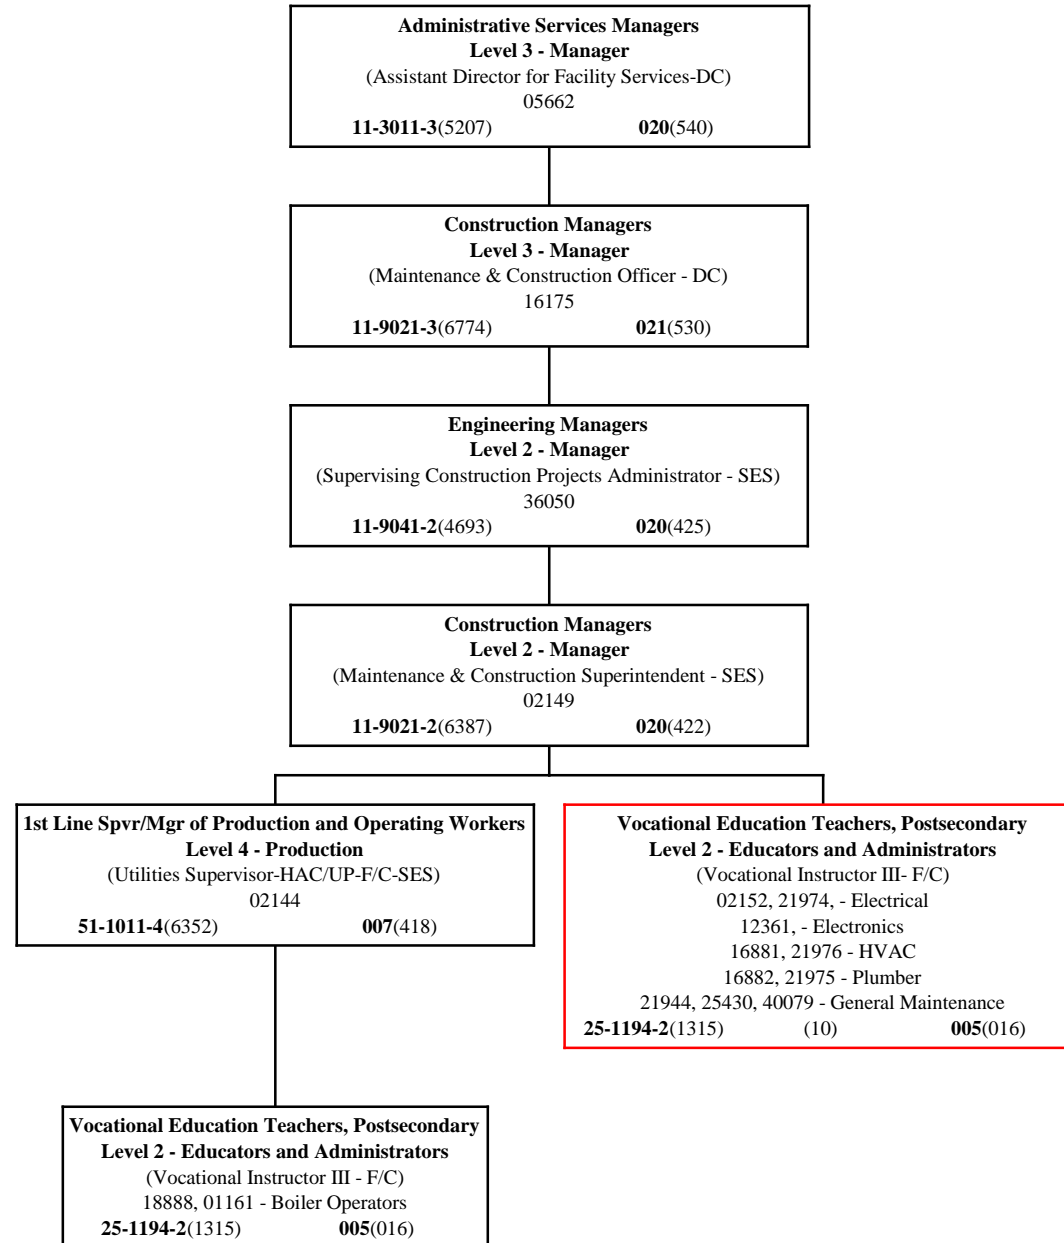 Administrative Services Managers
Level 3 - Manager
(Assistant Director for Facility Services-DC)
05662
11-3011-3(5207) 020(540)
Construction Managers
Level 3 - Manager
(Maintenance & Construction Officer - DC)
16175
11-9021-3(6774) 021(530)
Engineering Managers
Level 2 - Manager
(Supervising Construction Projects Administrator - SES)
36050
11-9041-2(4693) 020(425)
Construction Managers
Level 2 - Manager
(Maintenance & Construction Superintendent - SES)
02149
11-9021-2(6387) 020(422)
1st Line Spvr/Mgr of Production and Operating Workers
Level 4 - Production
(Utilities Supervisor-HAC/UP-F/C-SES)
02144
51-1011-4(6352) 007(418)
Vocational Education Teachers, Postsecondary
Level 2 - Educators and Administrators
(Vocational Instructor III- F/C)
02152, 21974, - Electrical
12361, - Electronics
16881, 21976 - HVAC
16882, 21975 - Plumber
21944, 25430, 40079 - General Maintenance
25-1194-2(1315) (10) 005(016)
Vocational Education Teachers, Postsecondary
Level 2 - Educators and Administrators
(Vocational Instructor III - F/C)
18888, 01161 - Boiler Operators
25-1194-2(1315) 005(016)